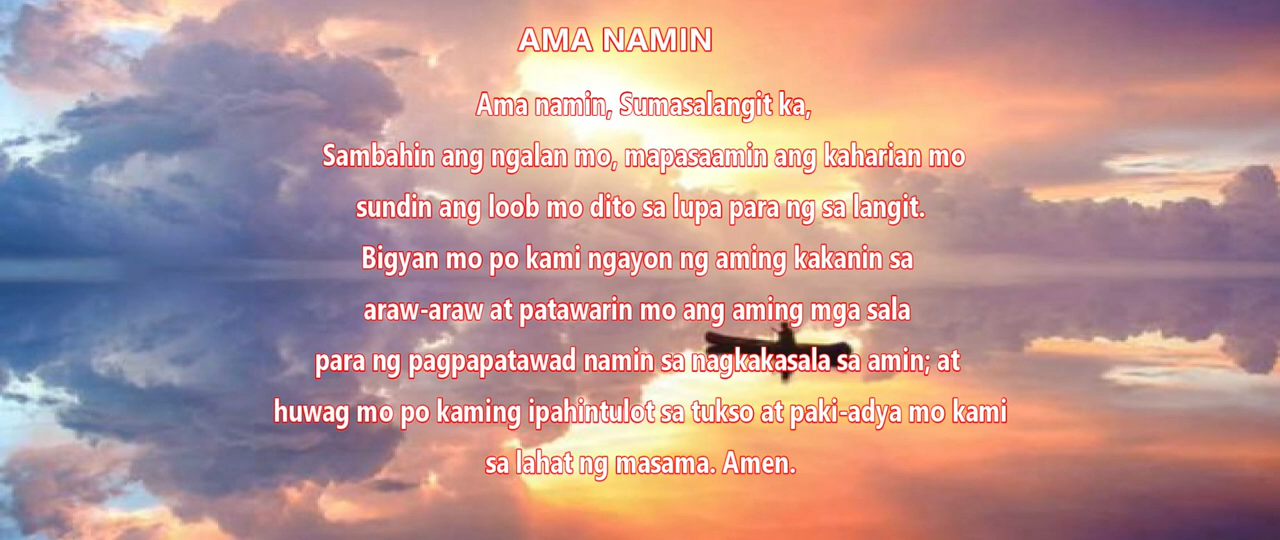 AMA NAMIN
Ama namin, Sumasalangit ka,
Sambahin ang ngalan mo, mapasaamin ang kaharian mo
sundin ang loob mo dito sa lupa para ng sa langit.
Bigyan mo po kami ngayon ng aming kakanin sa
araw-araw at patawarin mo ang aming mga sala
para ng pagpapatawad namin sa nagkakasala sa amin; at
huwag mo po kaming ipahintulot sa tukso at paki-adya mo kami
sa lahat ng masama. Amen.